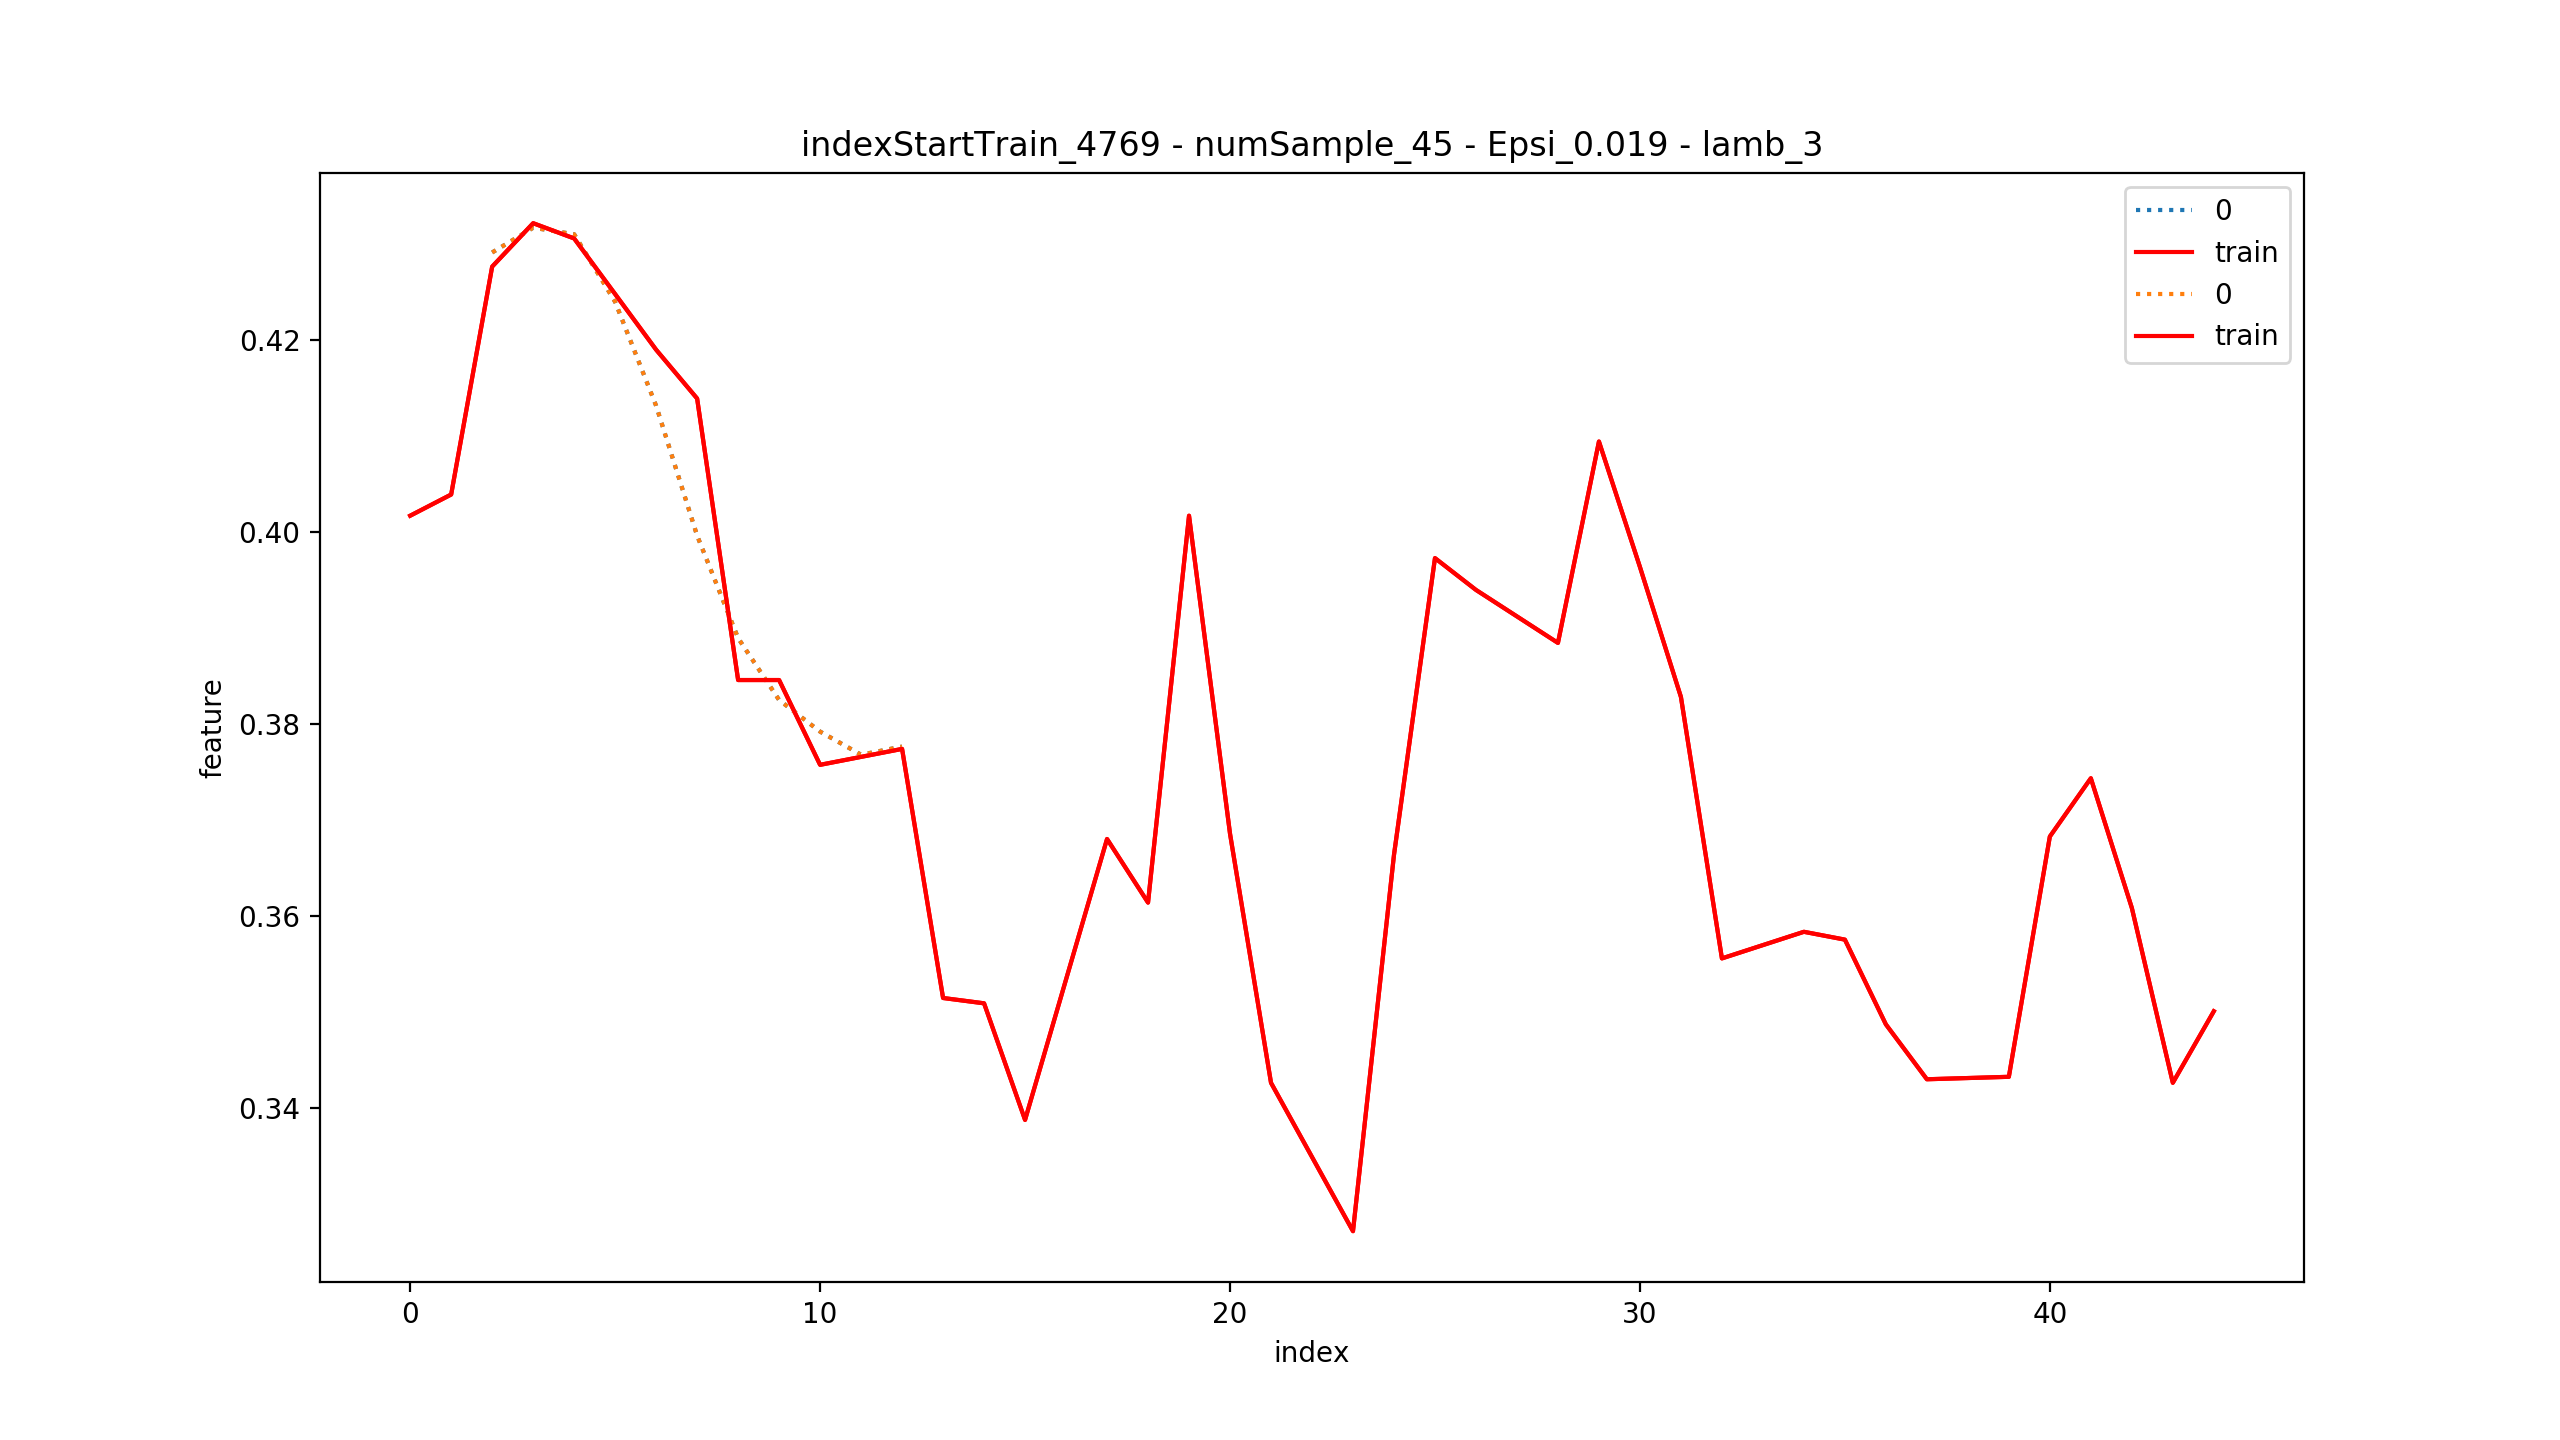 indexStartTrain_4769 - numSample_45 - Epsi_0.019 - lamb_3
0
train
0
train
feature
0.42
0.40
0.38
0.36
0.34
0 10 20 30 40
index